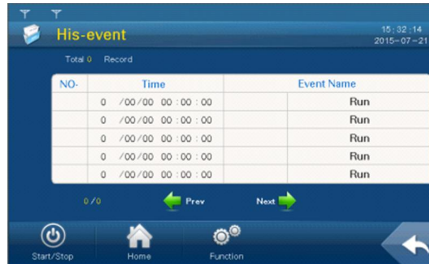 His-event
15:32:14
2015-07-21
Total 0 Record
NO- Time Event Name
0 /00/00 00:00:00 Run
0 /00/00 00:00:00 Run
0 /00/00 00:00:00 Run
0 /00/00 00:00:00 Run
0 /00/00 00:00:00 Run
0/0 Prev Next
Start/Stop Home Function